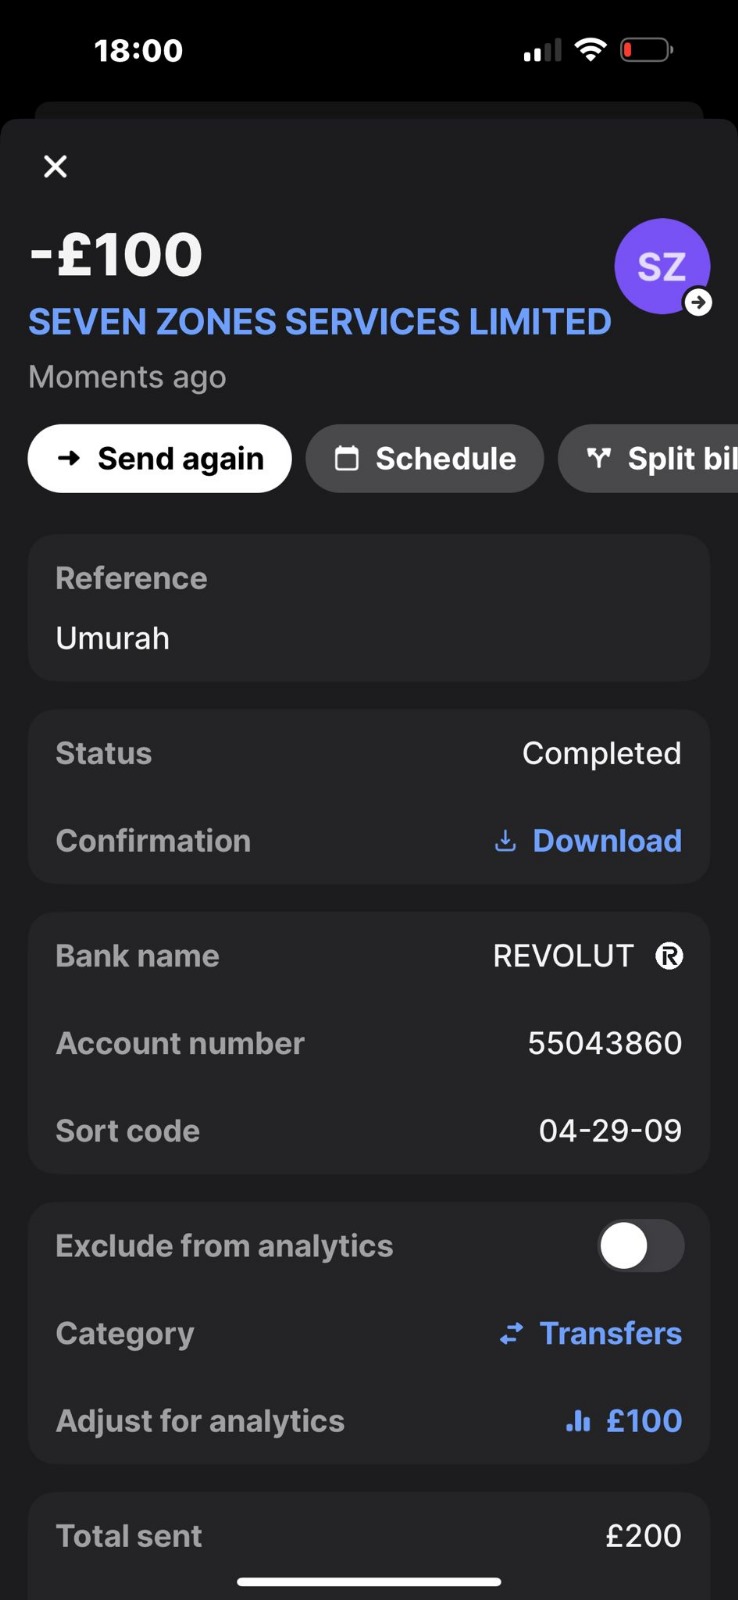 18:00
-£100
SZ
SEVEN ZONES SERVICES LIMITED
Moments ago
Send again
Schedule
Split bil
Reference
Umurah
Status
Completed
Confirmation
Download
Bank name
REVOLUT
Account number
55043860
Sort code
04-29-09
Exclude from analytics
Category
Transfers
Adjust for analytics
£100
Total sent
£200